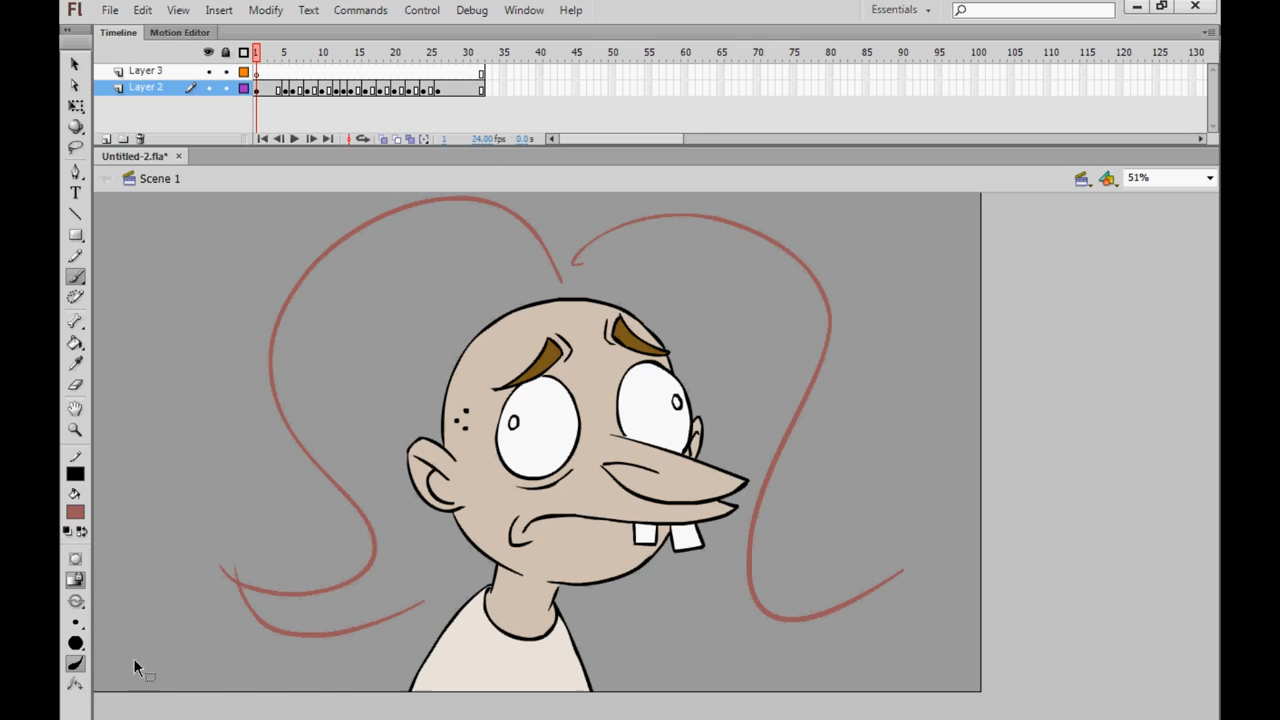 Fl File Edit View Insert Modify Text Commands Control Debug Window Help Essentials
Timeline Motion Editor
1 5 10 15 20 25 30 35 40 45 50 55 60 65 70 75 80 85 90 95 100 105 110 115 120 125 130
Layer 3
Layer 2
1 24.00 fps 0.0 s
Untitled-2.fla*
Scene 1 51%
T